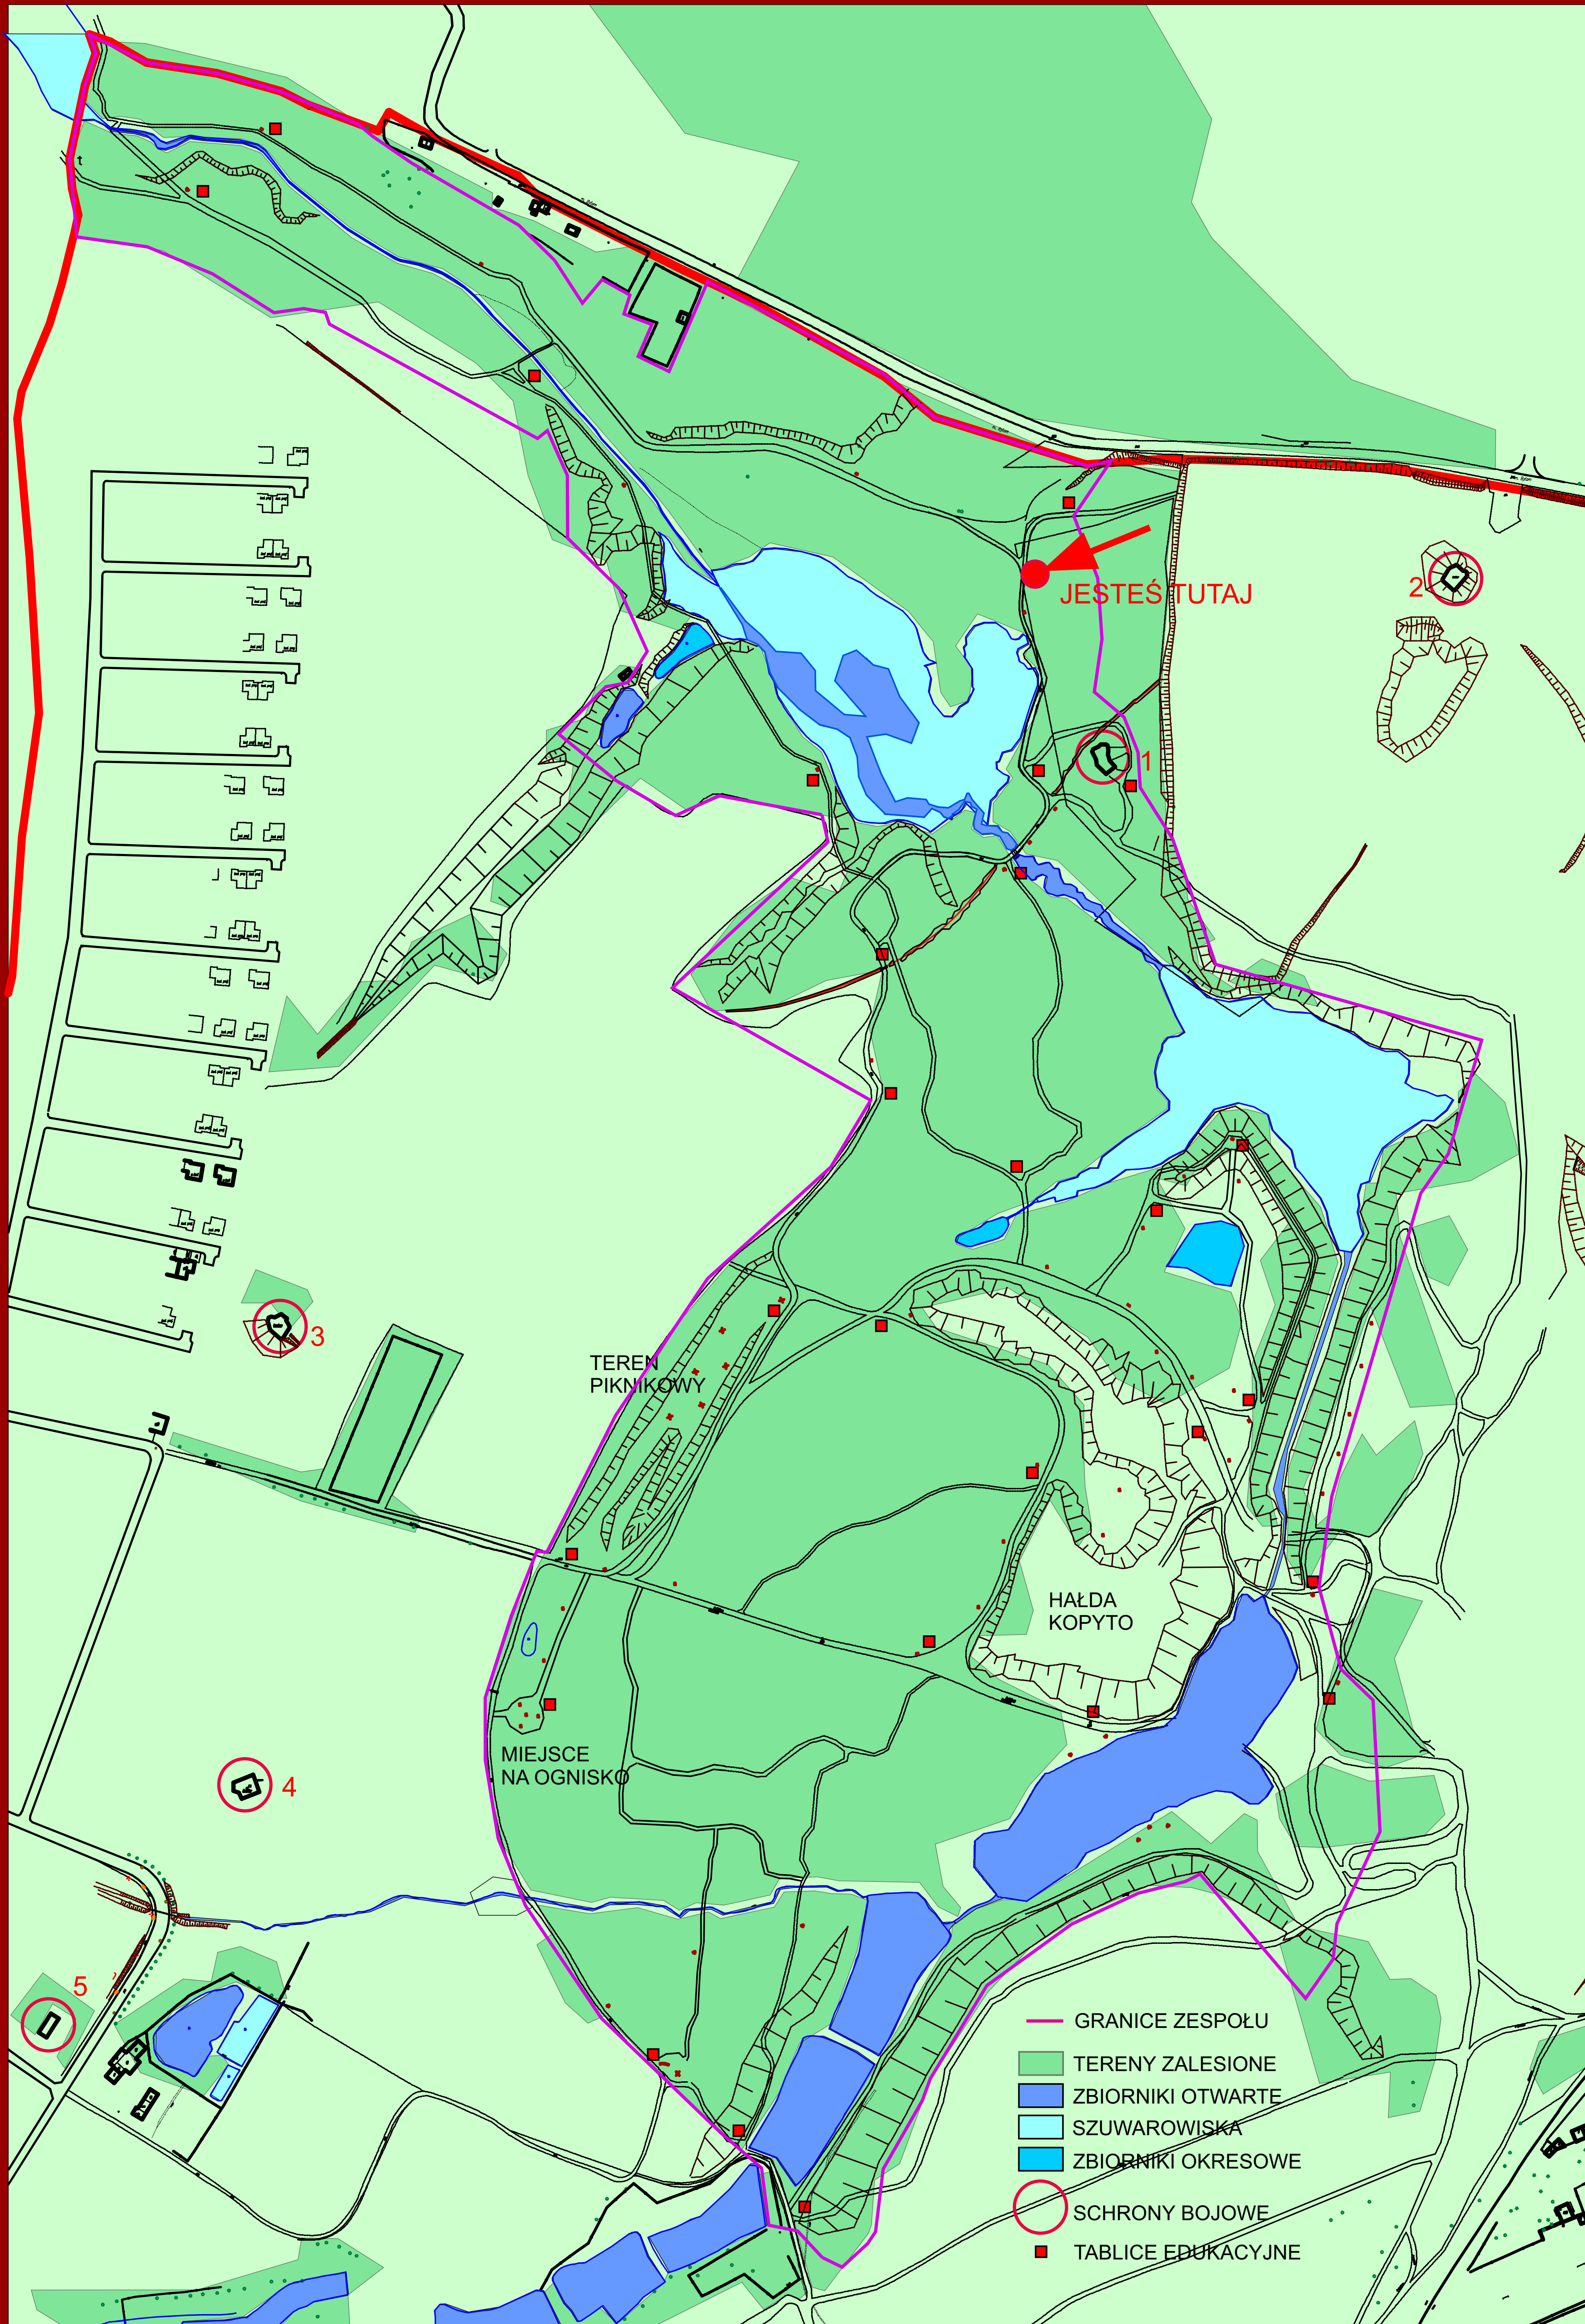 JESTEŚ TUTAJ
2
1
3
TEREN
PIKNIKOWY
HAŁDA
KOPYTO
MIEJSCE
NA OGNISKO
4
5
GRANICE ZESPOŁU
TERENY ZALESIONE
ZBIORNIKI OTWARTE
SZUWAROWISKA
ZBIORNIKI OKRESOWE
SCHRONY BOJOWE
TABLICE EDUKACYJNE